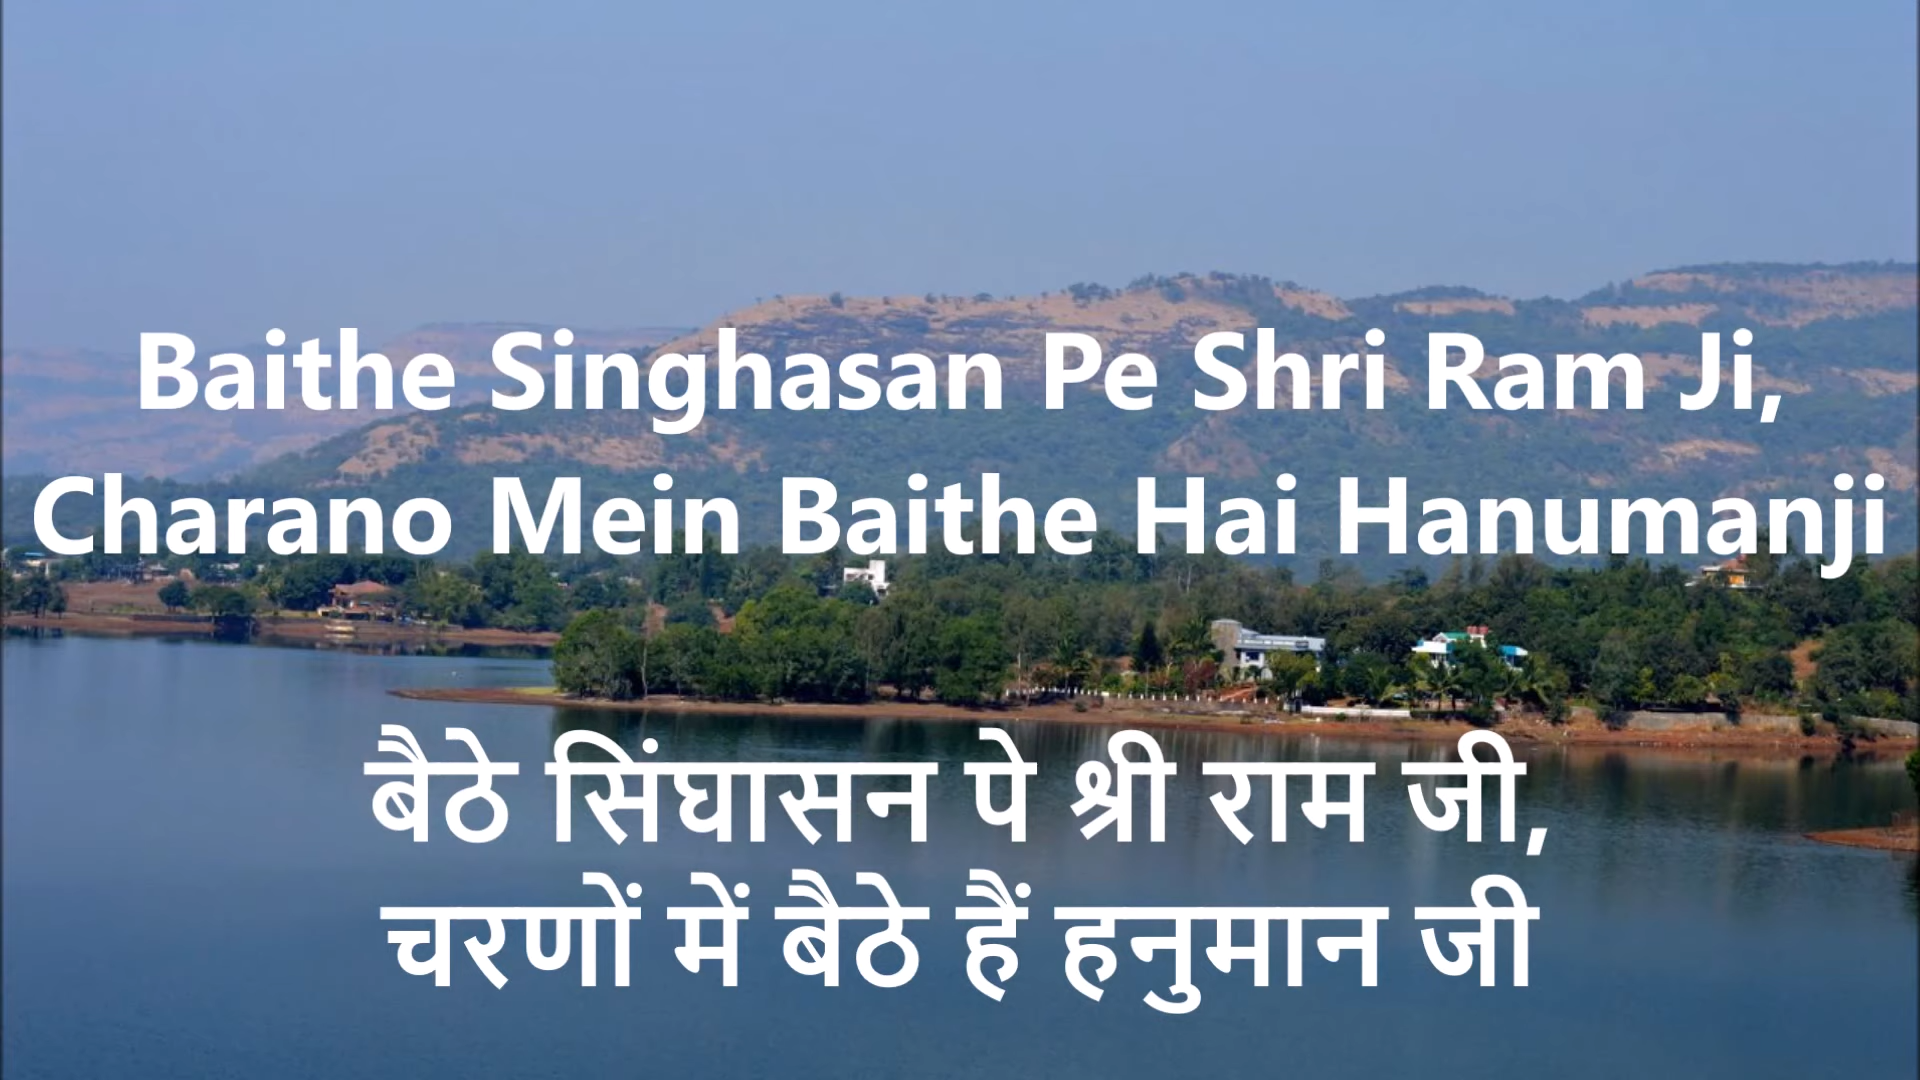 Baithe Singhasan Pe Shri Ram Ji,
Charano Mein Baithe Hai Hanumanji
बैठे सिंघासन पे श्री राम जी,
चरणों में बैठे हैं हनुमान जी